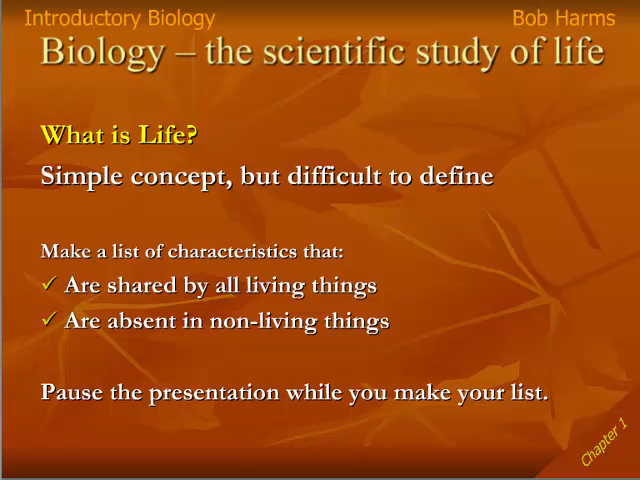 Introductory Biology
Bob Harms
Biology – the scientific study of life
What is Life?
Simple concept, but difficult to define
Make a list of characteristics that:
✓ Are shared by all living things
✓ Are absent in non-living things
Pause the presentation while you make your list.
Chapter 1